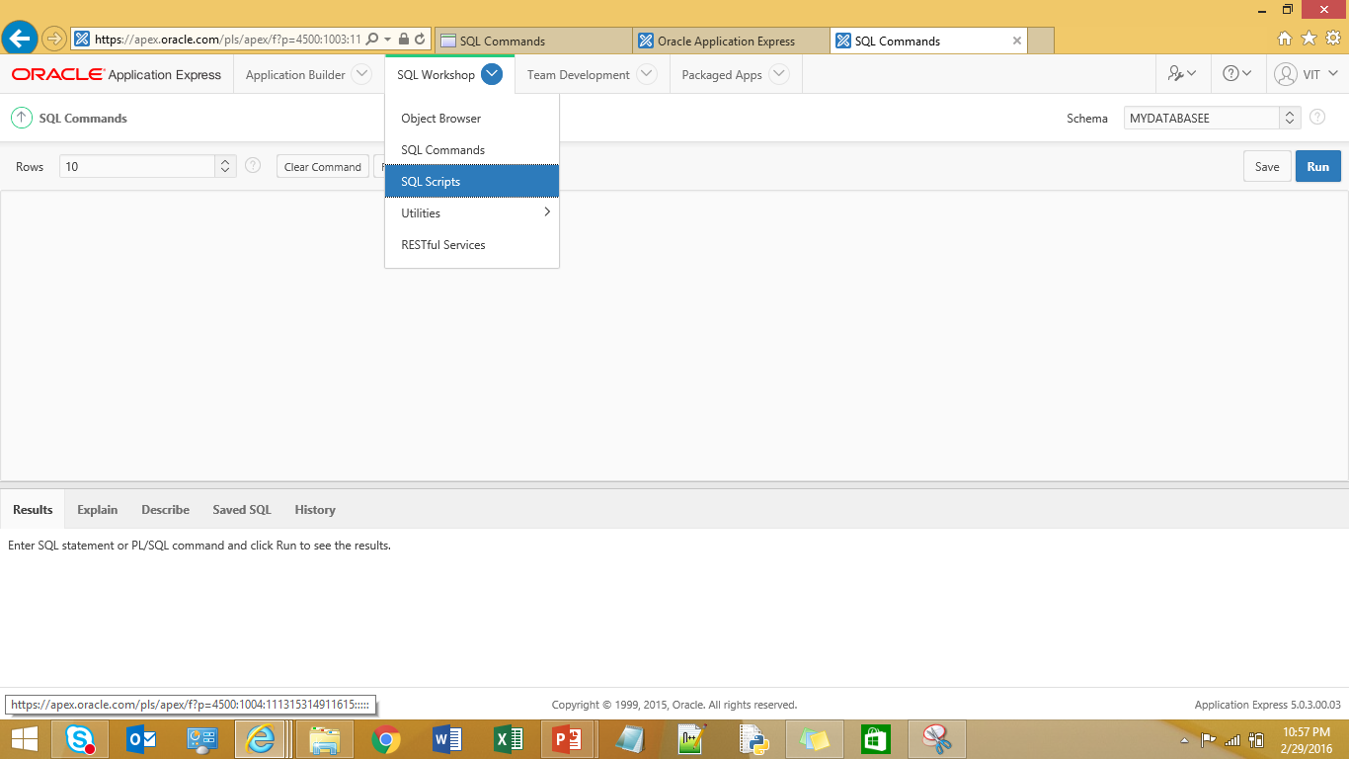 https://apex.oracle.com/pls/apex/f?p=4500:1003:11
SQL Commands
Oracle Application Express
SQL Commands
ORACLE Application Express
Application Builder
SQL Workshop
Team Development
Packaged Apps
VIT
SQL Commands
Schema
MYDATABASEE
Object Browser
SQL Commands
SQL Scripts
Utilities
RESTful Services
Rows
10
Clear Command
Save
Run
Results
Explain
Describe
Saved SQL
History
Enter SQL statement or PL/SQL command and click Run to see the results.
https://apex.oracle.com/pls/apex/f?p=4500:1004:111315314911615:::::
Copyright © 1999, 2015, Oracle. All rights reserved.
Application Express 5.0.3.00.03
10:57 PM
2/29/2016